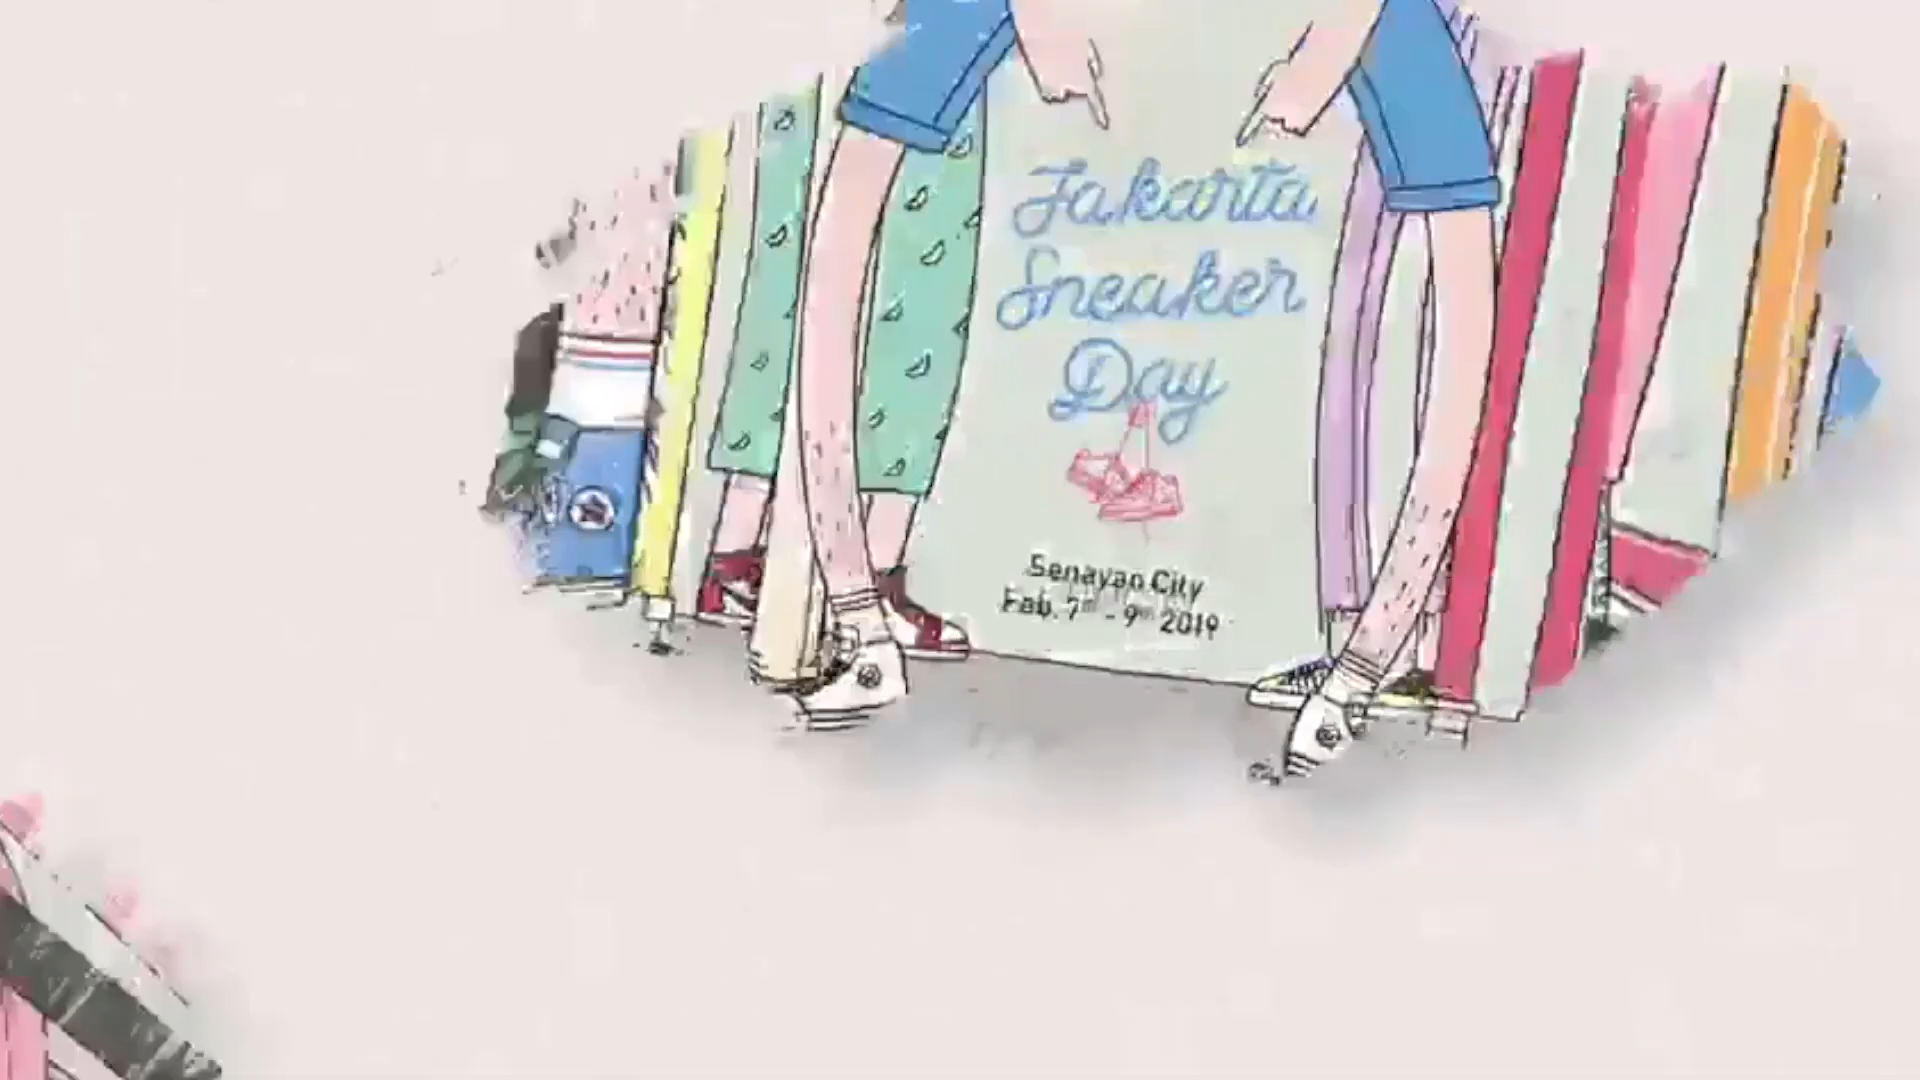 Jakarta
Sneaker
Day
Senayan City
Feb. 7th - 9th 2019